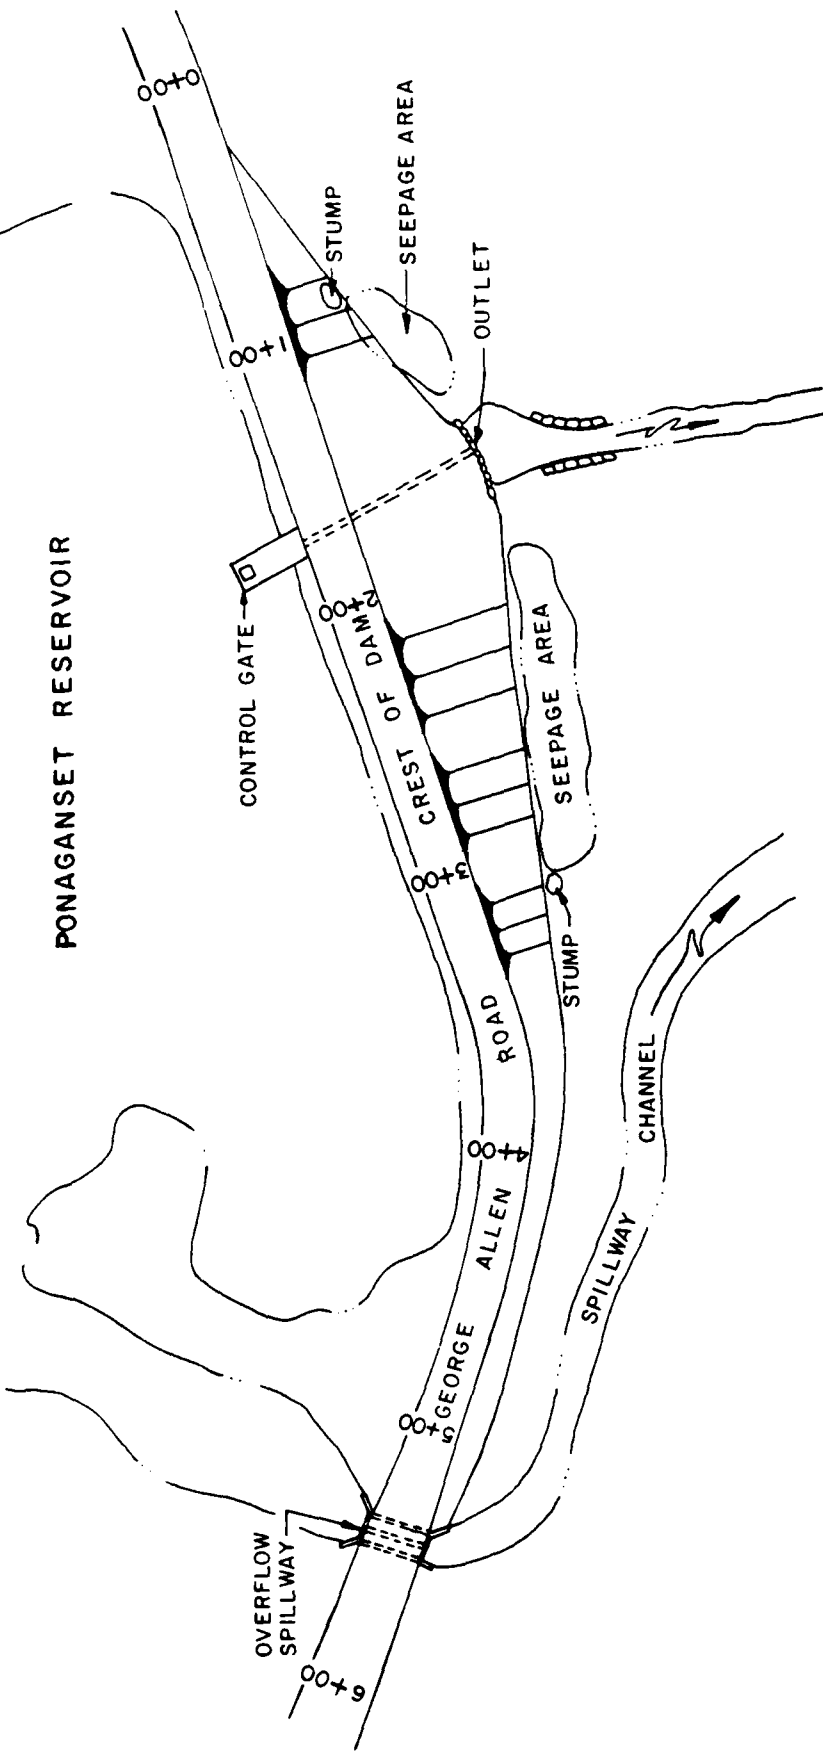 PONAGANSET RESERVOIR
OVERFLOW
SPILLWAY
CONTROL GATE
STUMP
SEEPAGE AREA
OUTLET
6+00
5+00
4+00
3+00
2+00
1+00
0+00
GEORGE ALLEN ROAD
CREST OF DAM
SEEPAGE AREA
STUMP
SPILLWAY CHANNEL